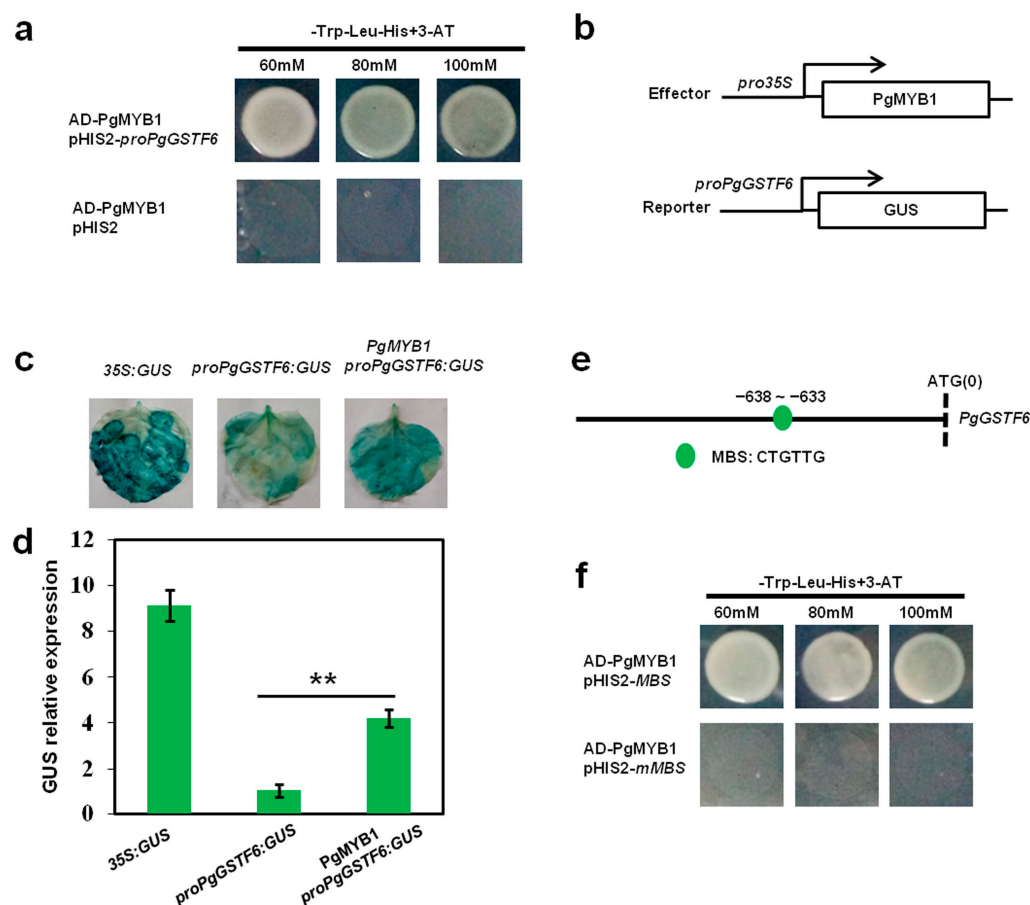 a
-Trp-Leu-His+3-AT
60mM 80mM 100mM
AD-PgMYB1
pHIS2-proPgGSTF6
AD-PgMYB1
pHIS2
b
pro35S
Effector PgMYB1
proPgGSTF6
Reporter GUS
c
35S:GUS
proPgGSTF6:GUS
PgMYB1
proPgGSTF6:GUS
d
GUS relative expression
12
10
8
6
4
2
0
**
35S:GUS
proPgGSTF6:GUS
PgMYB1
proPgGSTF6:GUS
e
−638 ~ −633
ATG(0)
PgGSTF6
MBS: CTGTTG
f
-Trp-Leu-His+3-AT
60mM 80mM 100mM
AD-PgMYB1
pHIS2-MBS
AD-PgMYB1
pHIS2-mMBS